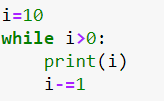 i=10
while i>0:
    print(i)
    i-=1